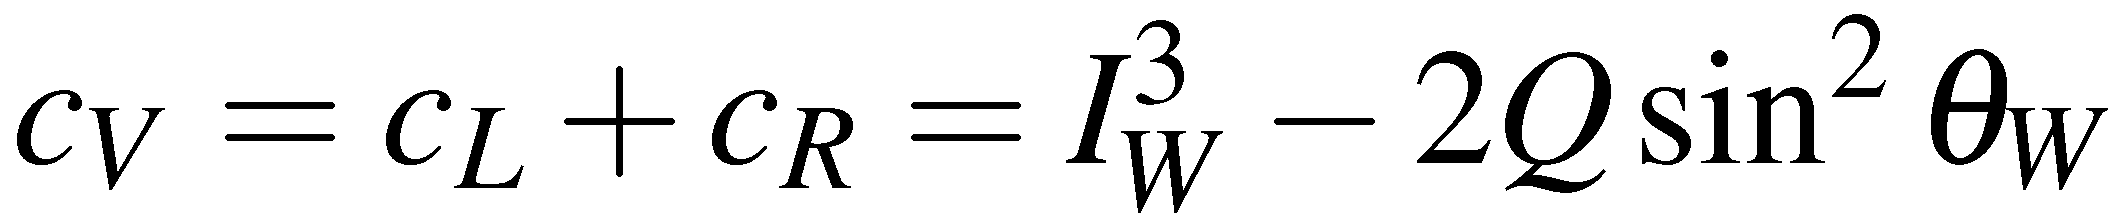 c_V = c_L + c_R = I_W^3 − 2Q sin^2 θ_W